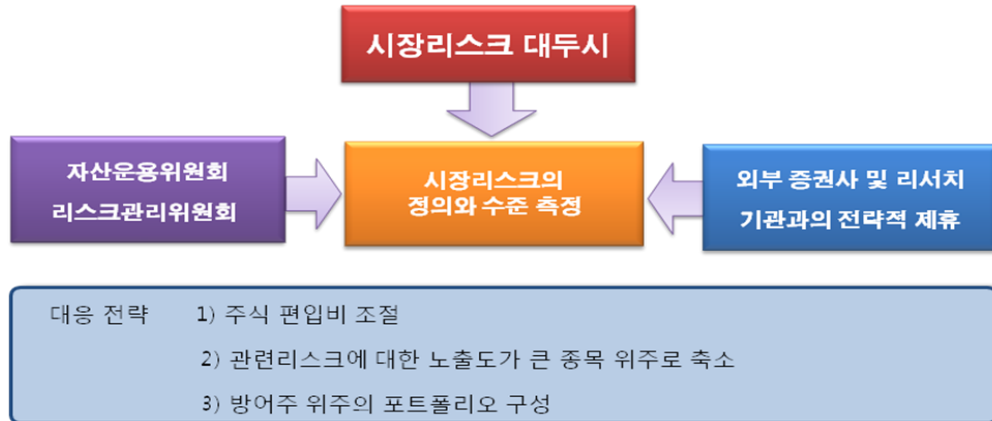 시장리스크 대두시
자산운용위원회
리스크관리위원회
시장리스크의
정의와 수준 측정
외부 증권사 및 리서치
기관과의 전략적 제휴
대응 전략 1) 주식 편입비 조절
2) 관련리스크에 대한 노출도가 큰 종목 위주로 축소
3) 방어주 위주의 포트폴리오 구성